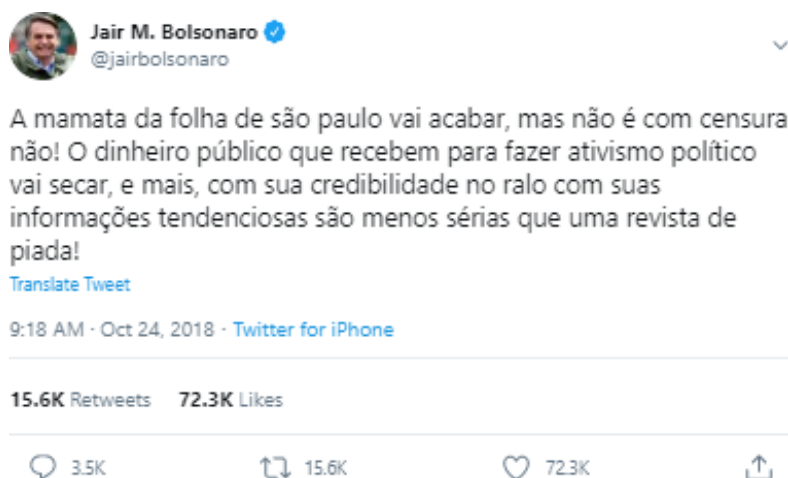 Jair M. Bolsonaro
@jairbolsonaro
A mamata da folha de são paulo vai acabar, mas não é com censura
não! O dinheiro público que recebem para fazer ativismo político
vai secar, e mais, com sua credibilidade no ralo com suas
informações tendenciosas são menos sérias que uma revista de
piada!
Translate Tweet
9:18 AM · Oct 24, 2018 · Twitter for iPhone
15.6K Retweets 72.3K Likes
3.5K 15.6K 72.3K